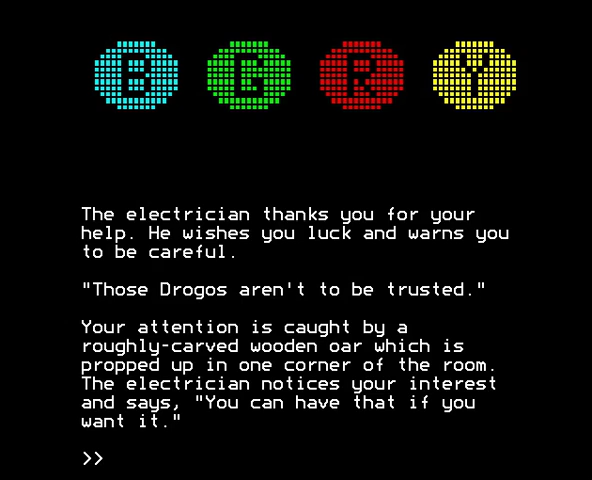 B G R Y
The electrician thanks you for your
help. He wishes you luck and warns you
to be careful.
"Those Drogos aren't to be trusted."
Your attention is caught by a
roughly-carved wooden oar which is
propped up in one corner of the room.
The electrician notices your interest
and says, "You can have that if you
want it."
>>